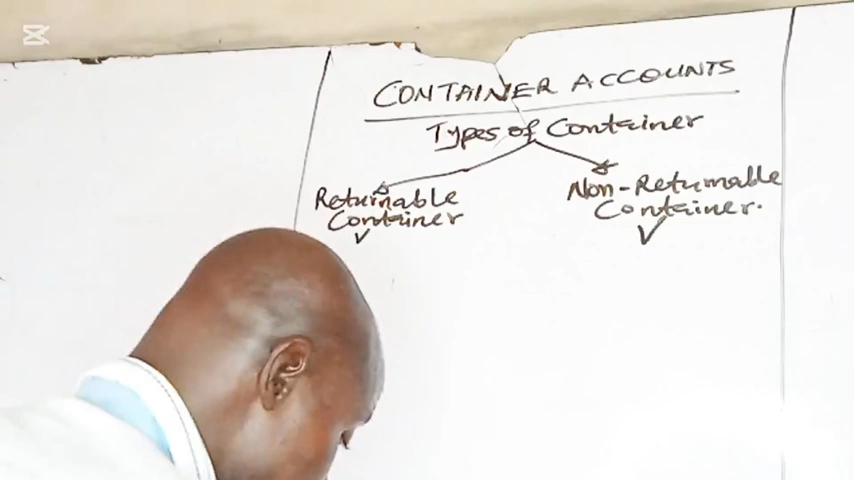 CONTAINER ACCOUNTS
Types of Container
Returnable
Container
Non-Returnable
Container.